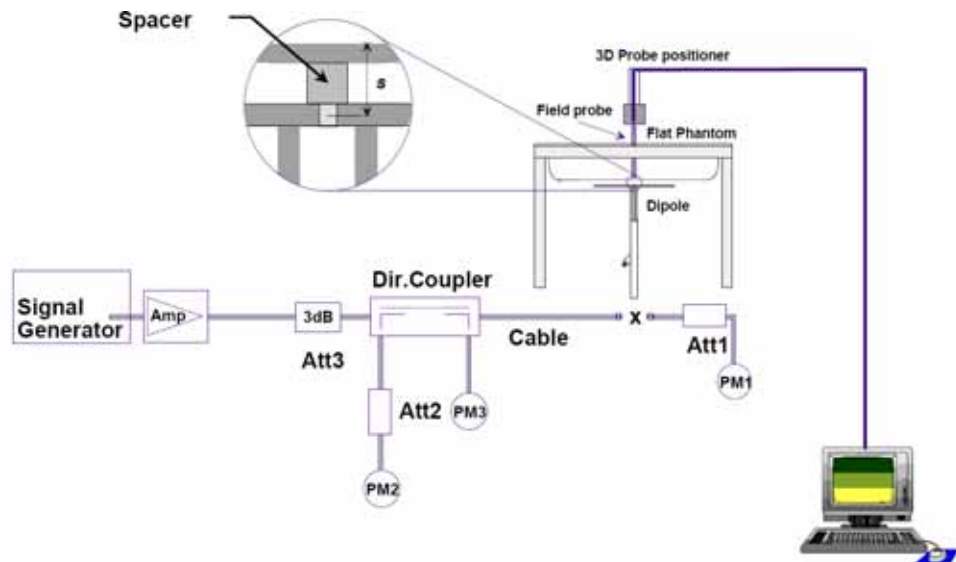 Spacer
s
3D Probe positioner
Field probe
Flat Phantom
Dipole
Signal
Generator
Amp
3dB
Att3
Dir.Coupler
Cable
x
Att1
PM1
Att2
PM3
PM2